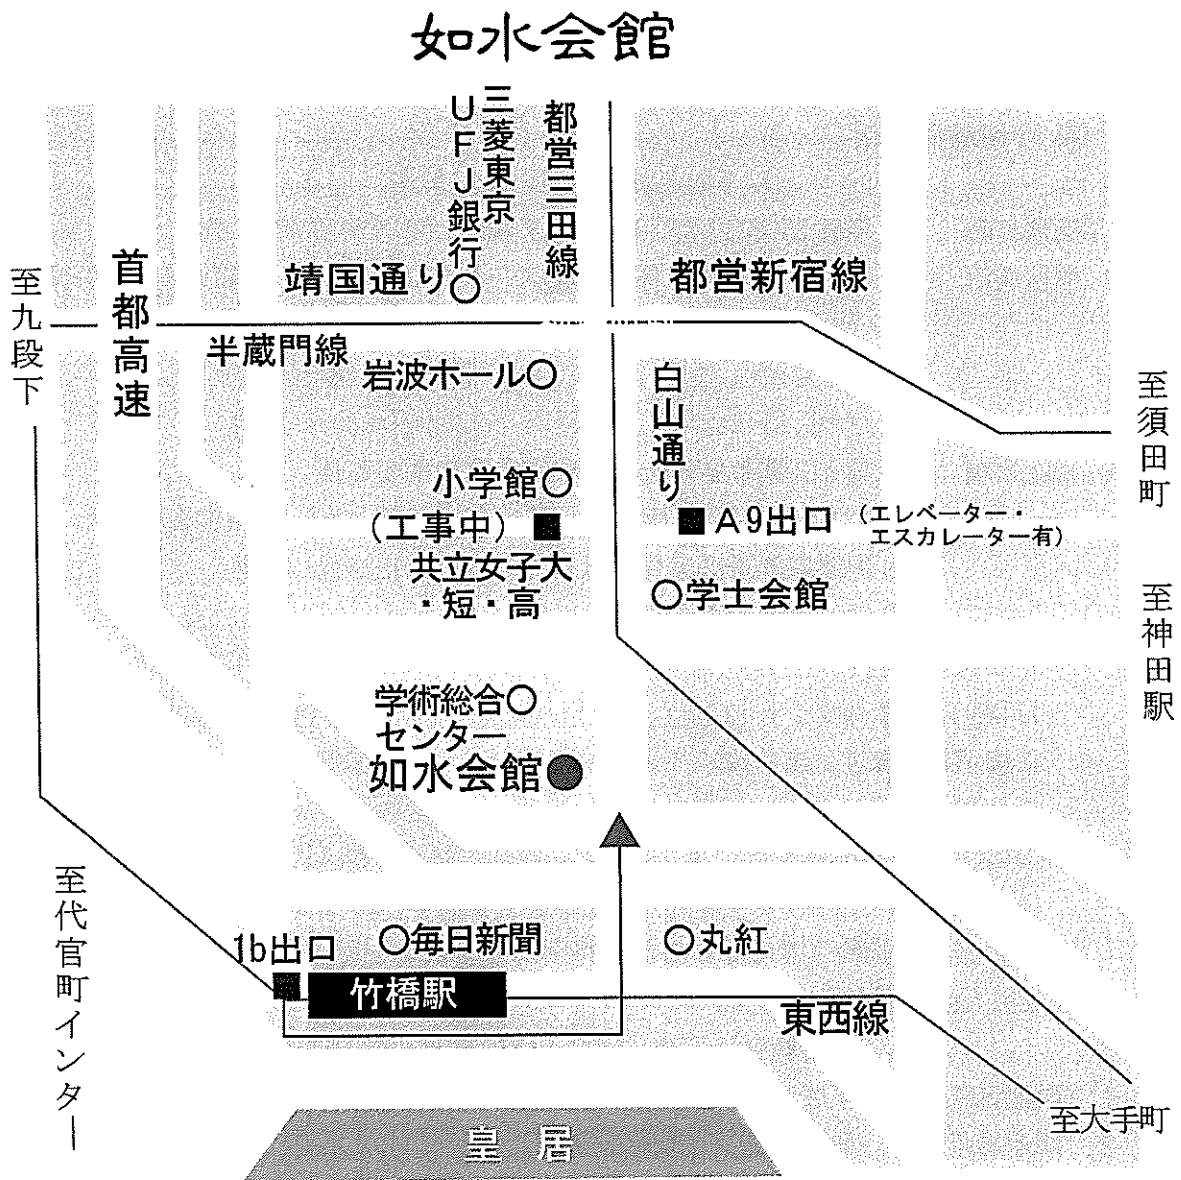 如水会館
三菱東京
UFJ銀行
都営三田線
靖国通り
都営新宿線
首都高速
至九段下
半蔵門線
岩波ホール
白山通り
至須田町
小学館
(工事中)
A9出口
(エレベーター・
エスカレーター有)
共立女子大
・短・高
学士会館
至神田駅
学術総合
センター
如水会館
至代官町インター
1b出口
毎日新聞
丸紅
竹橋駅
東西線
至大手町
皇居